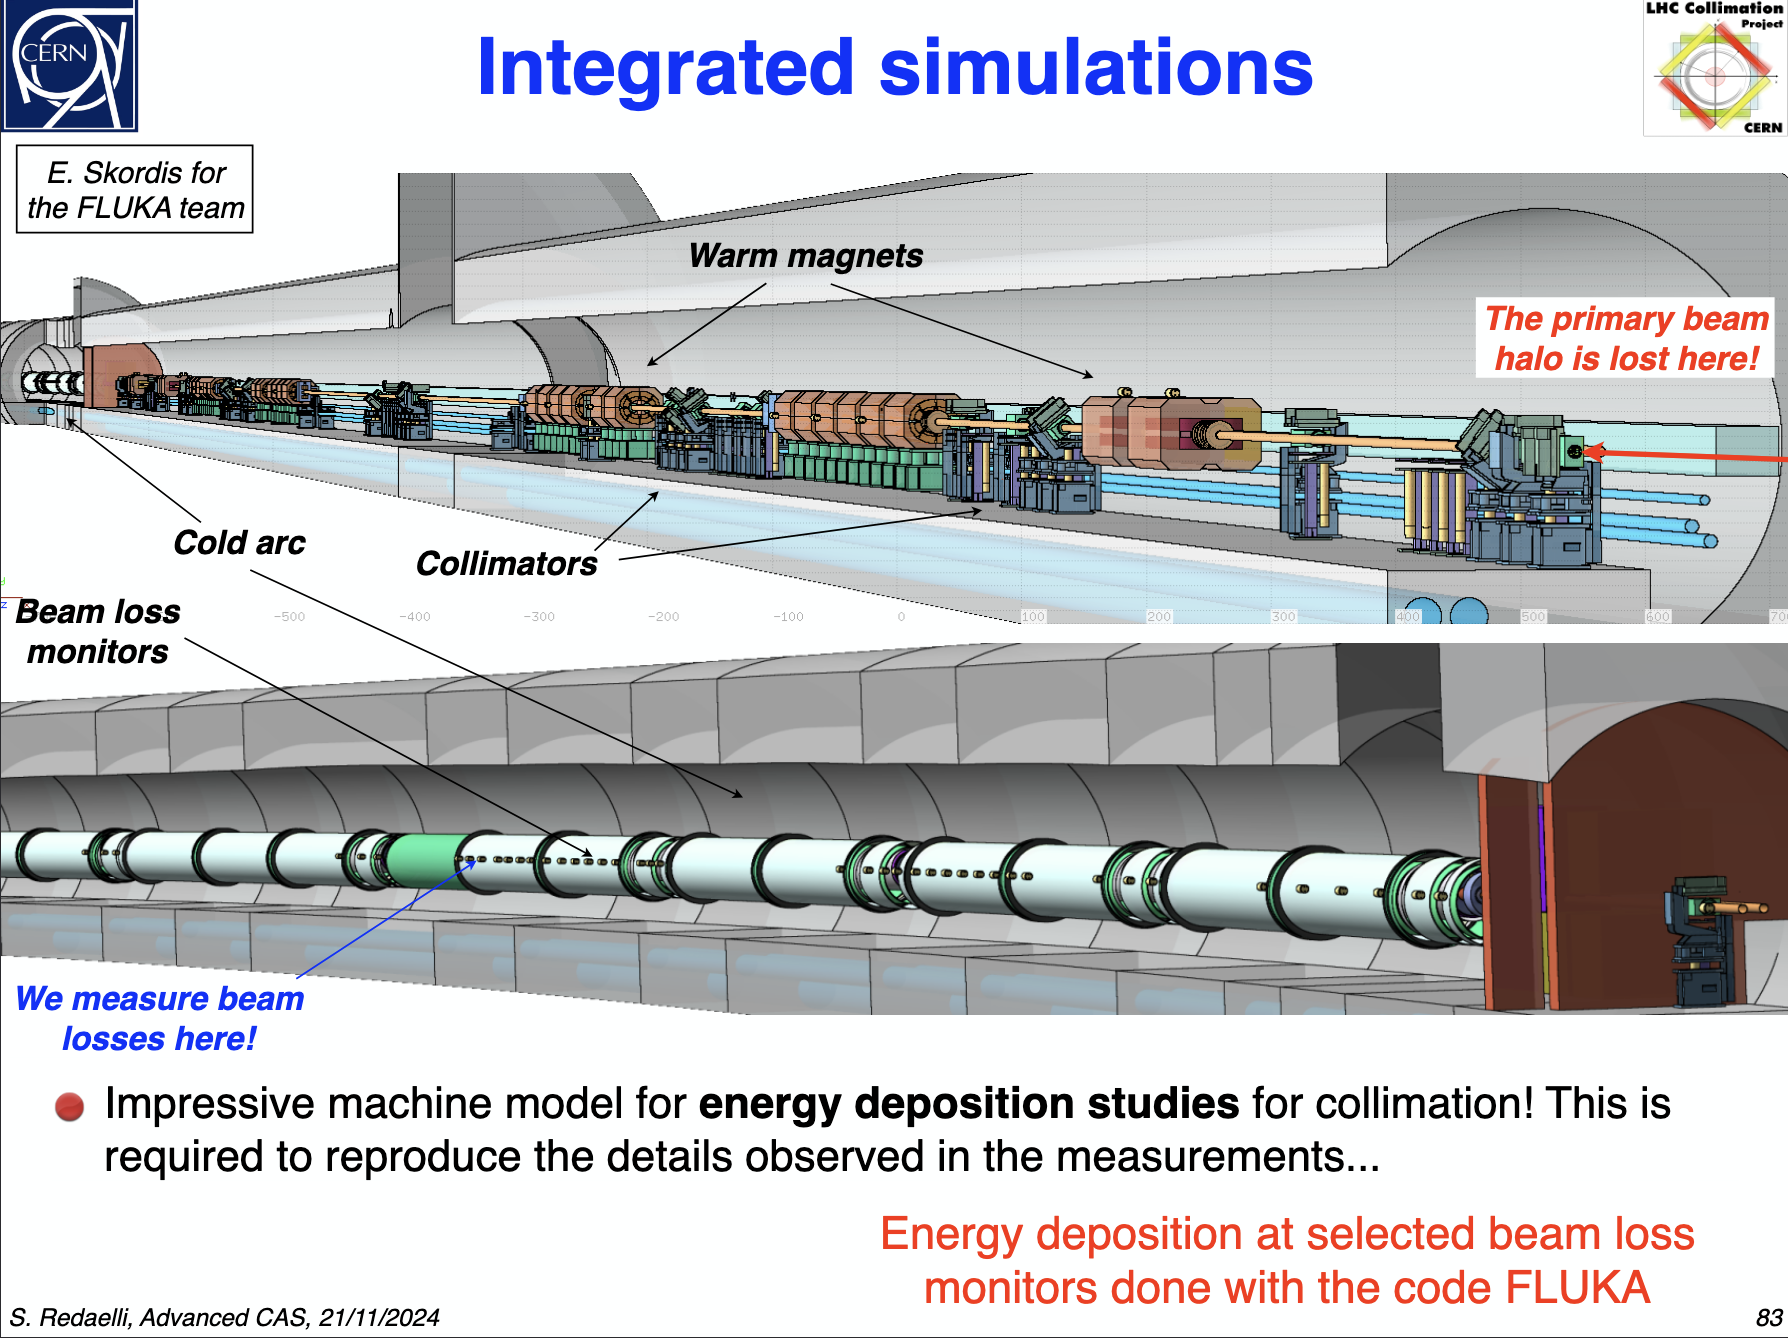 CERN
Integrated simulations
LHC Collimation
Project
CERN
E. Skordis for
the FLUKA team
Warm magnets
The primary beam
halo is lost here!
Cold arc
Collimators
Beam loss
monitors
y
z
-500
-400
-300
-200
-100
0
100
200
300
400
500
600
700
We measure beam
losses here!
Impressive machine model for energy deposition studies for collimation! This is
required to reproduce the details observed in the measurements...
Energy deposition at selected beam loss
monitors done with the code FLUKA
S. Redaelli, Advanced CAS, 21/11/2024
83